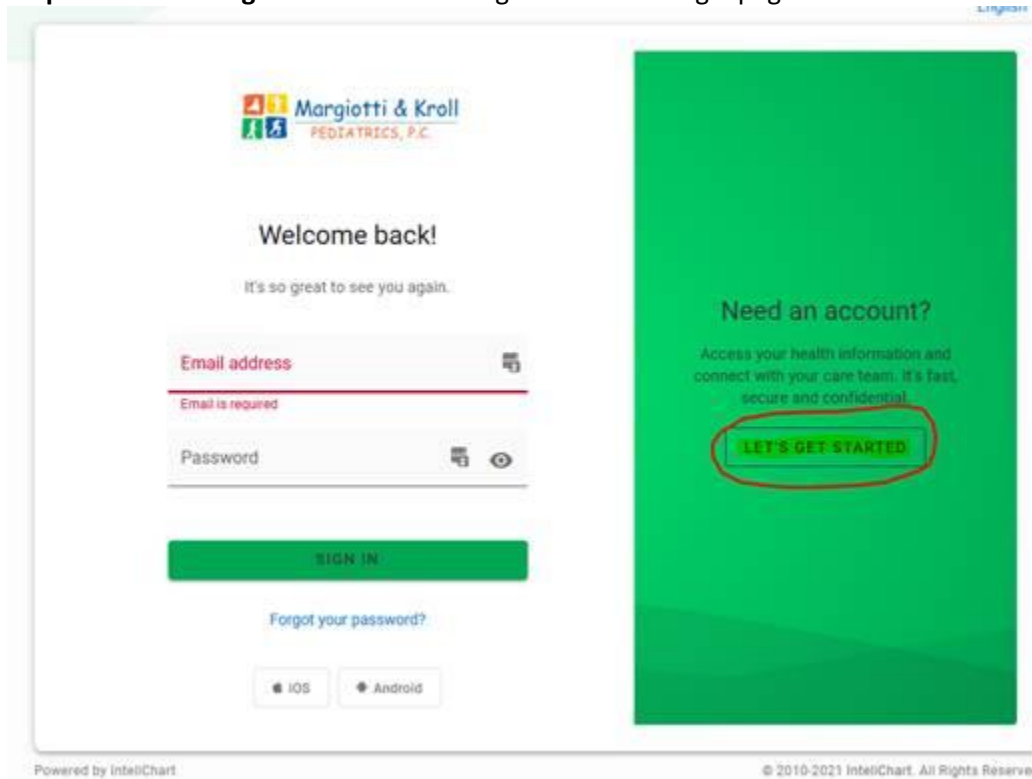 English
Margiotti & Kroll
PEDIATRICS, P.C.
Welcome back!
It's so great to see you again.
Email address
Email is required
Password
SIGN IN
Forgot your password?
iOS
Android
Need an account?
Access your health information and
connect with your care team. It's fast,
secure and confidential.
LET'S GET STARTED
Powered by InteliChart
© 2010-2021 InteliChart. All Rights Reserve